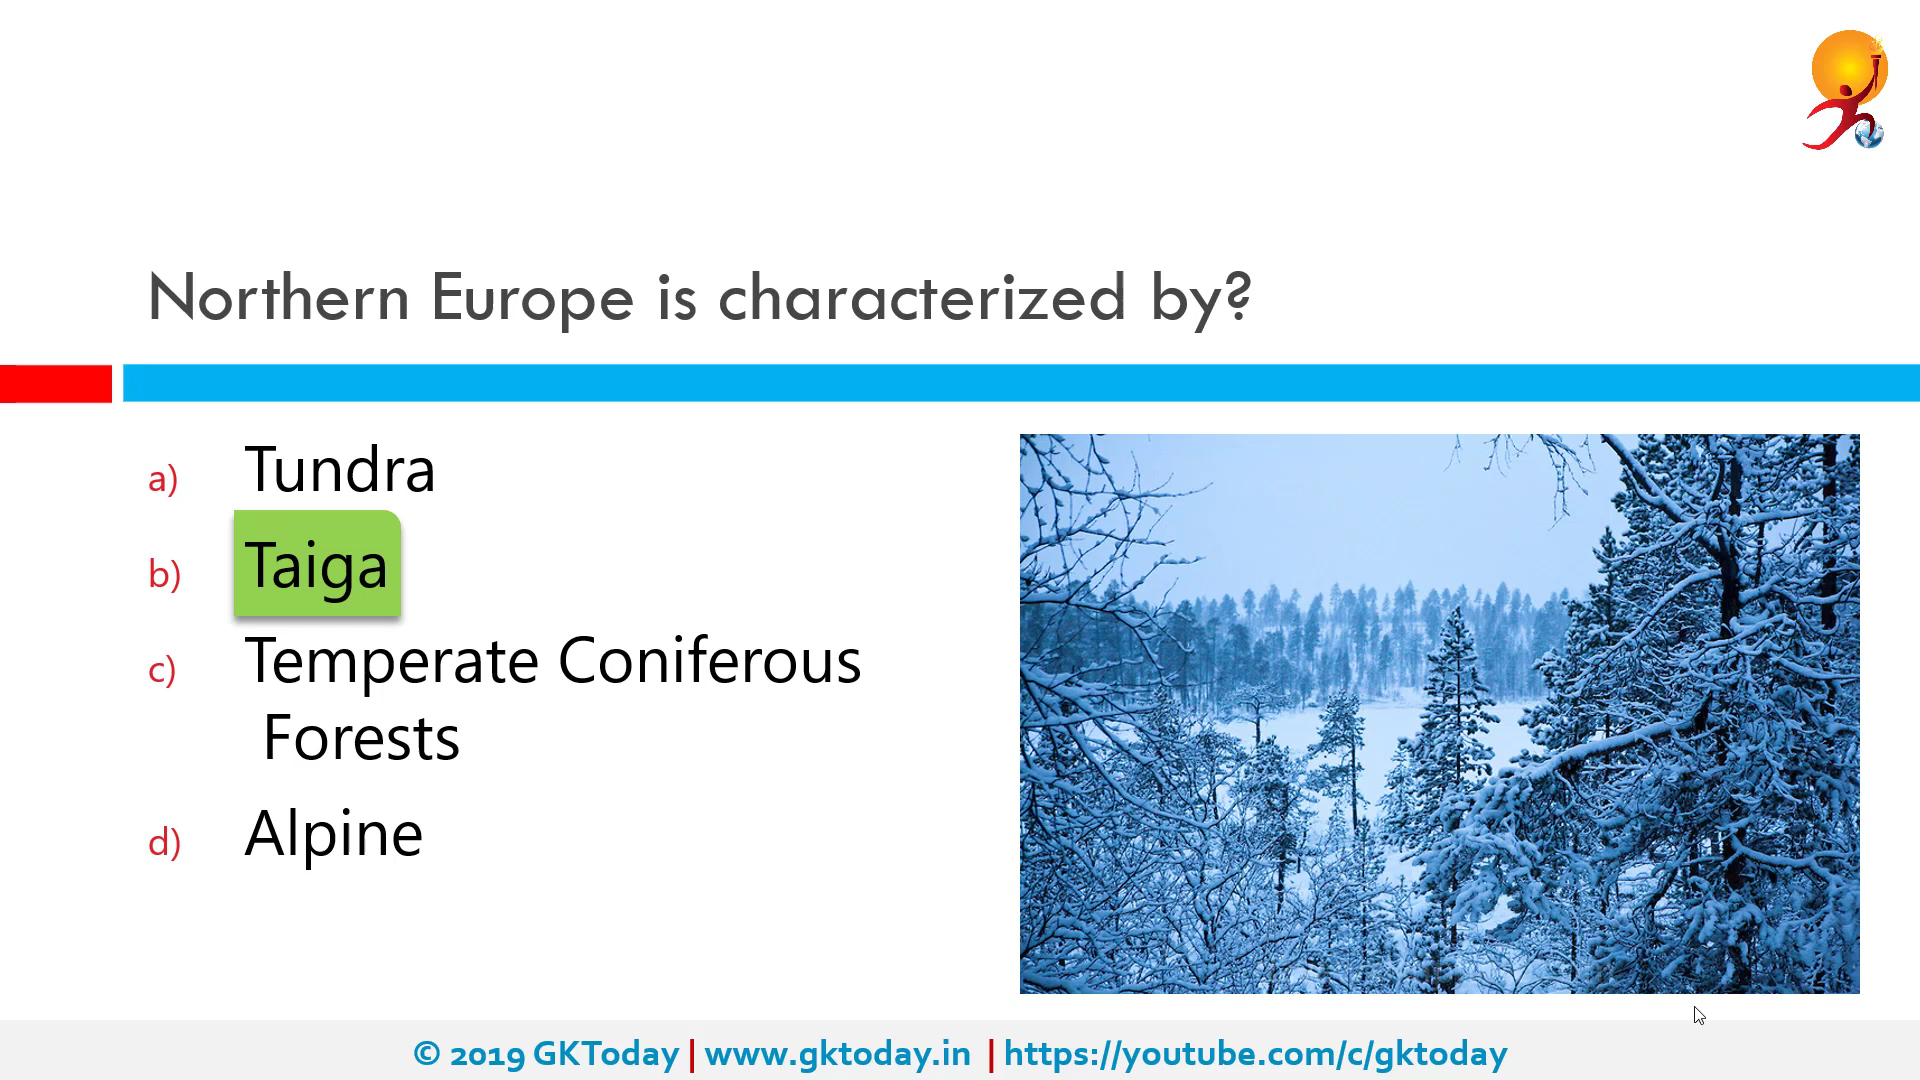 Northern Europe is characterized by?
a) Tundra
b) Taiga
c) Temperate Coniferous
Forests
d) Alpine
© 2019 GKToday | www.gktoday.in | https://youtube.com/c/gktoday